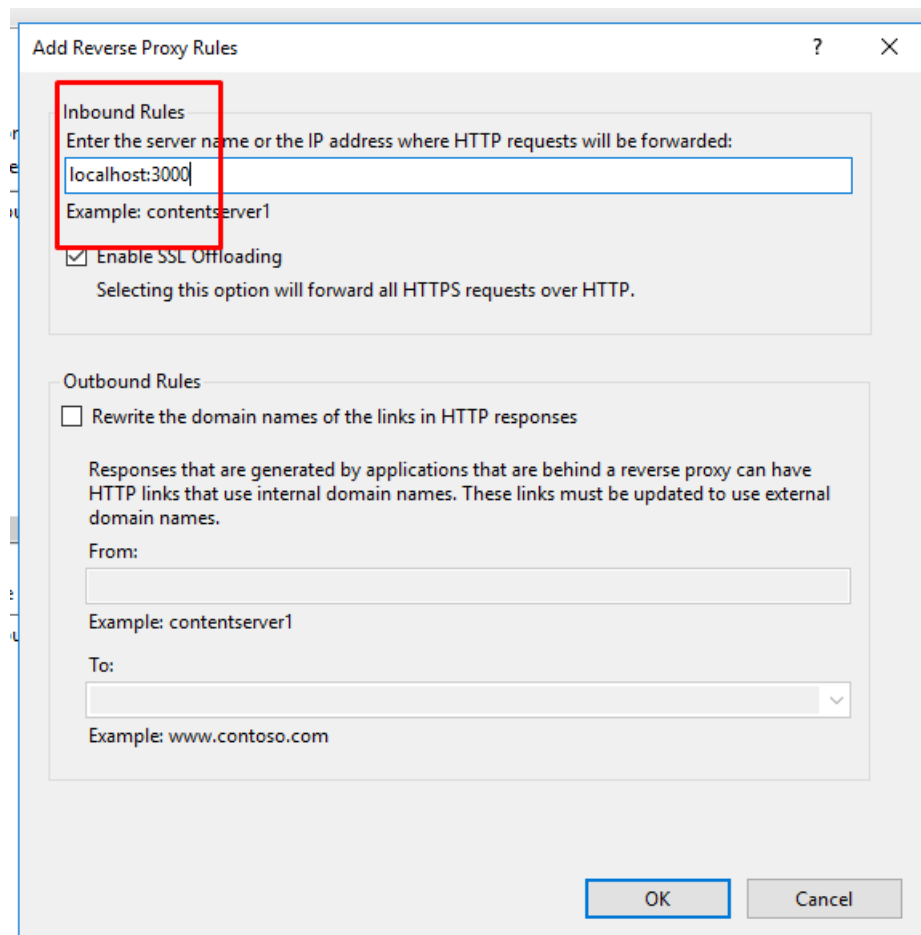 Add Reverse Proxy Rules
?
Inbound Rules
Enter the server name or the IP address where HTTP requests will be forwarded:
localhost:3000
Example: contentserver1
Enable SSL Offloading
Selecting this option will forward all HTTPS requests over HTTP.
Outbound Rules
Rewrite the domain names of the links in HTTP responses
Responses that are generated by applications that are behind a reverse proxy can have
HTTP links that use internal domain names. These links must be updated to use external
domain names.
From:
Example: contentserver1
To:
Example: www.contoso.com
OK
Cancel